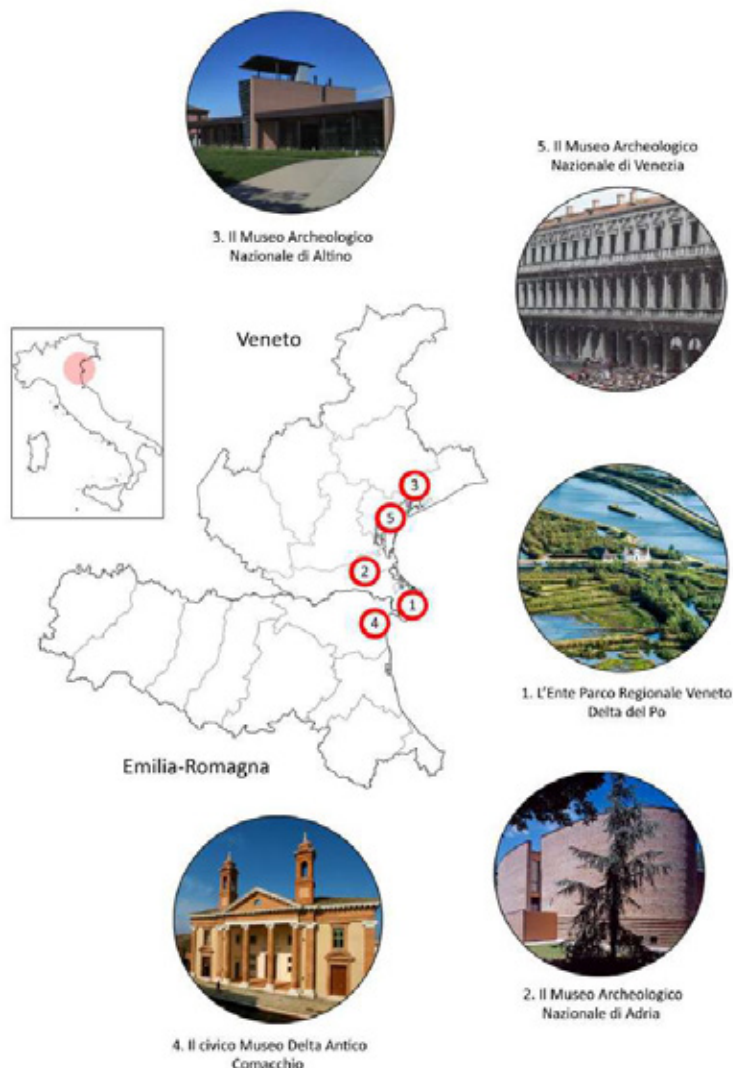 3. Il Museo Archeologico
Nazionale di Altino
5. Il Museo Archeologico
Nazionale di Venezia
Veneto
3
5
2
1
4
1. L'Ente Parco Regionale Veneto
Delta del Po
Emilia-Romagna
2. Il Museo Archeologico
Nazionale di Adria
4. Il civico Museo Delta Antico
Comacchio